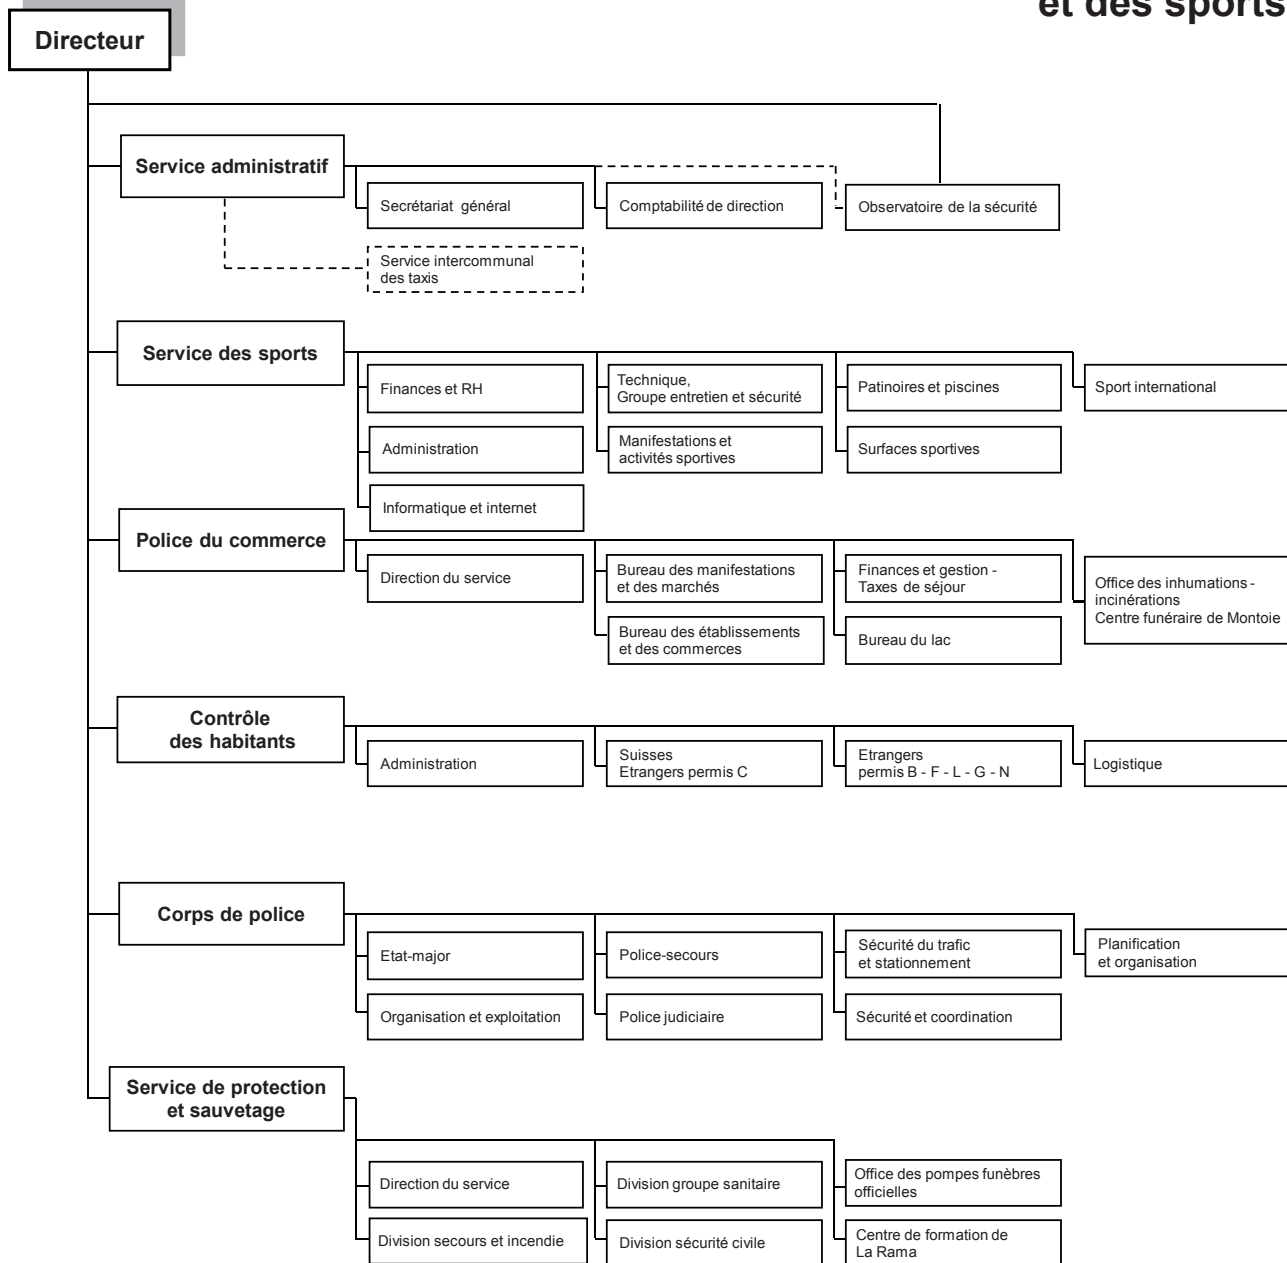 et des sports
Directeur
Service administratif
Secrétariat général
Comptabilité de direction
Observatoire de la sécurité
Service intercommunal
des taxis
Service des sports
Finances et RH
Technique,
Groupe entretien et sécurité
Patinoires et piscines
Sport international
Administration
Manifestations et
activités sportives
Surfaces sportives
Informatique et internet
Police du commerce
Direction du service
Bureau des manifestations
et des marchés
Finances et gestion -
Taxes de séjour
Office des inhumations -
incinérations
Centre funéraire de Montoie
Bureau des établissements
et des commerces
Bureau du lac
Contrôle
des habitants
Administration
Suisses
Etrangers permis C
Etrangers
permis B - F - L - G - N
Logistique
Corps de police
Etat-major
Police-secours
Sécurité du trafic
et stationnement
Planification
et organisation
Organisation et exploitation
Police judiciaire
Sécurité et coordination
Service de protection
et sauvetage
Direction du service
Division groupe sanitaire
Office des pompes funèbres
officielles
Division secours et incendie
Division sécurité civile
Centre de formation de
La Rama